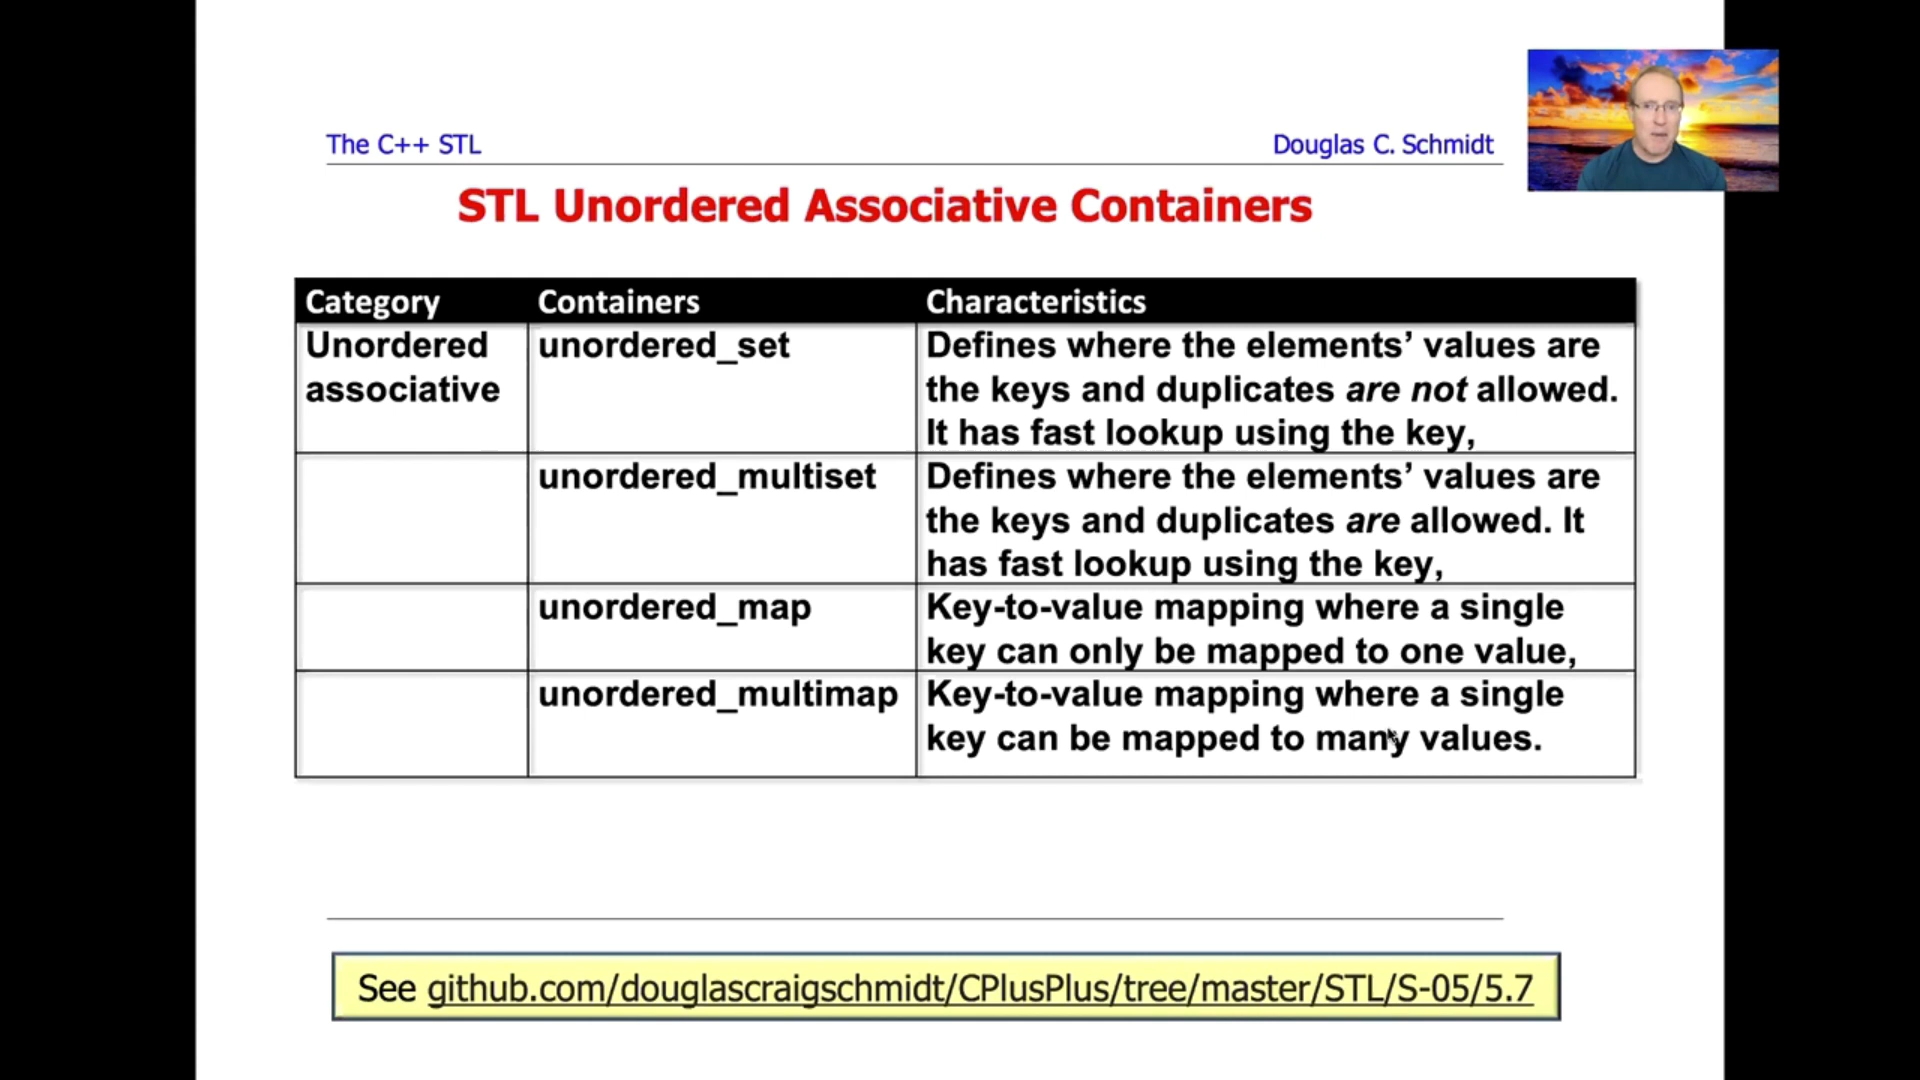 The C++ STL
Douglas C. Schmidt
STL Unordered Associative Containers
Category
Containers
Characteristics
Unordered
associative
unordered_set
Defines where the elements’ values are
the keys and duplicates are not allowed.
It has fast lookup using the key,
unordered_multiset
Defines where the elements’ values are
the keys and duplicates are allowed. It
has fast lookup using the key,
unordered_map
Key-to-value mapping where a single
key can only be mapped to one value,
unordered_multimap
Key-to-value mapping where a single
key can be mapped to many values.
See github.com/douglascraigschmidt/CPlusPlus/tree/master/STL/S-05/5.7